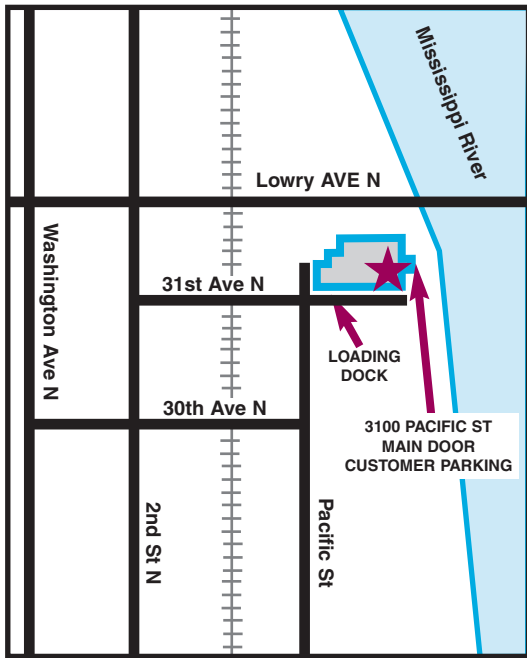 Mississippi River
Lowry AVE N
Washington Ave N
31st Ave N
LOADING
DOCK
30th Ave N
3100 PACIFIC ST
MAIN DOOR
CUSTOMER PARKING
2nd St N
Pacific St